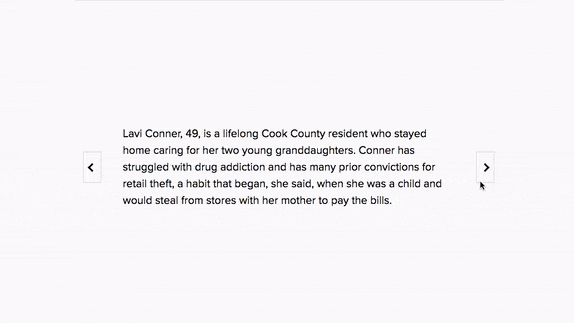 Lavi Conner, 49, is a lifelong Cook County resident who stayed
home caring for her two young granddaughters. Conner has
struggled with drug addiction and has many prior convictions for
retail theft, a habit that began, she said, when she was a child and
would steal from stores with her mother to pay the bills.